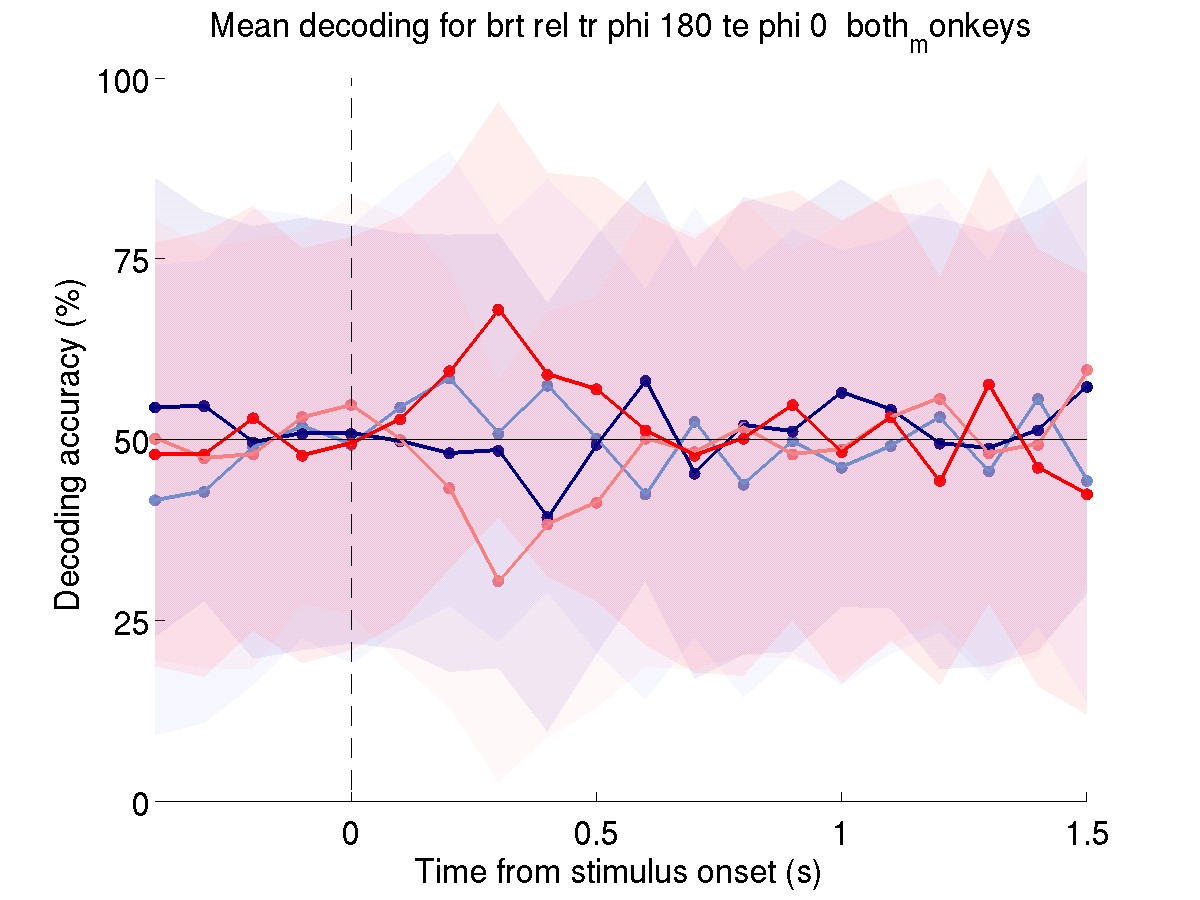 Mean decoding for brt rel tr phi 180 te phi 0 both_monkeys
100
75
50
25
0
Decoding accuracy (%)
0 0.5 1 1.5
Time from stimulus onset (s)